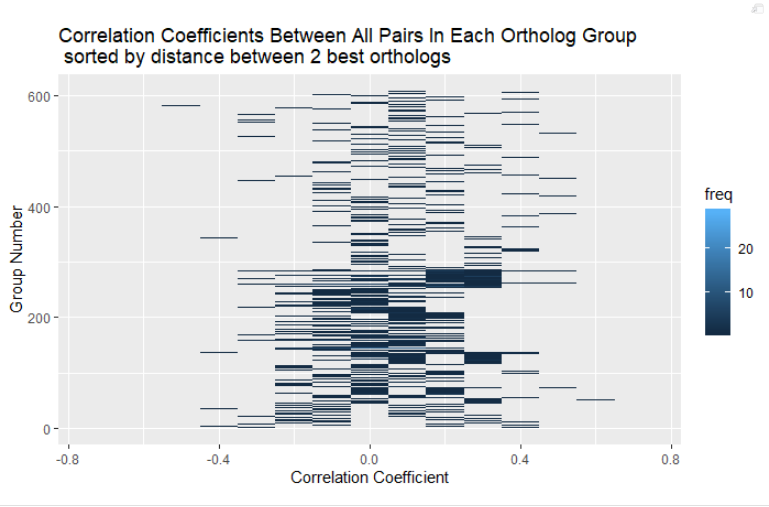 Correlation Coefficients Between All Pairs In Each Ortholog Group
sorted by distance between 2 best orthologs
600
400
200
0
Group Number
-0.8
-0.4
0.0
0.4
0.8
Correlation Coefficient
freq
20
10